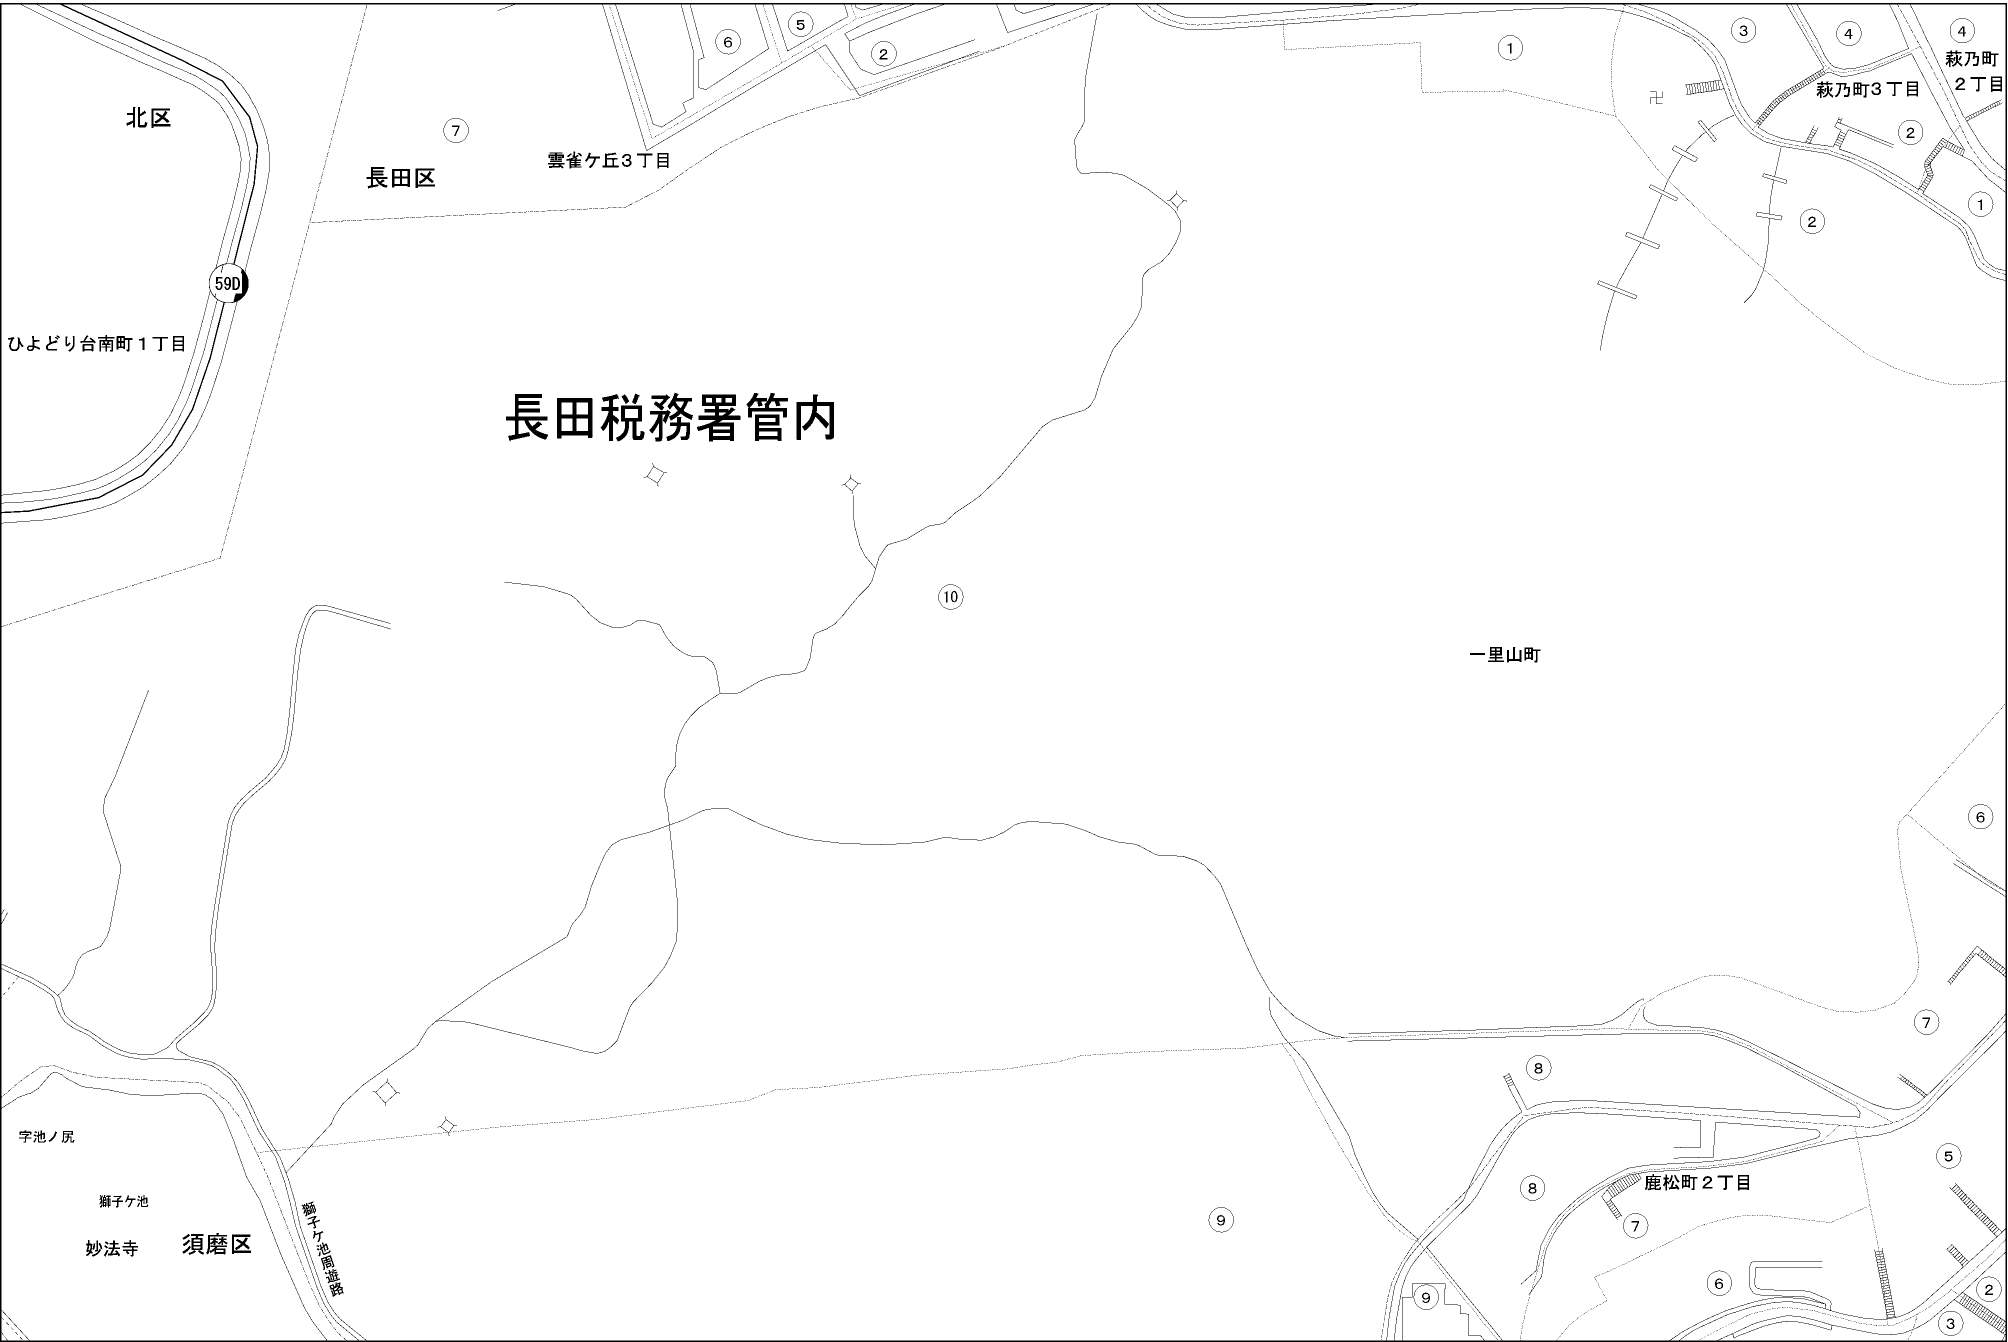 ⑥
⑤
②
①
③
④
④
萩乃町
２丁目
萩乃町３丁目
②
北区
⑦
雲雀ケ丘３丁目
長田区
①
②
59D
ひよどり台南町１丁目
長田税務署管内
⑩
一里山町
⑥
⑦
⑧
字池ノ尻
⑤
獅子ケ池
鹿松町２丁目
⑧
⑨
⑦
妙法寺
須磨区
獅子ケ池周遊路
⑥
②
⑨
③